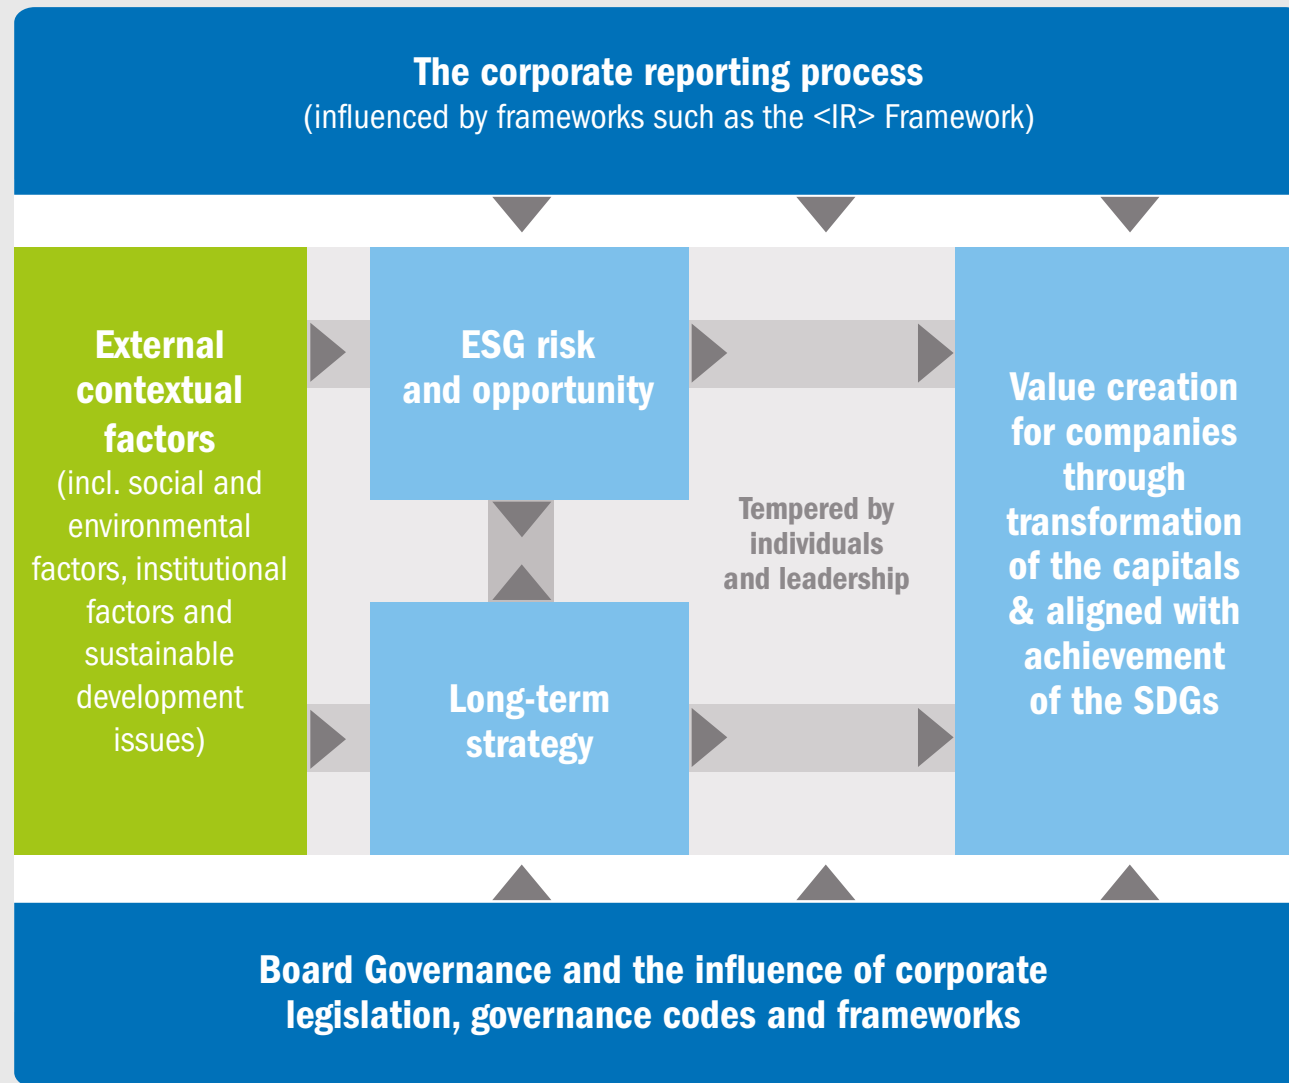 The corporate reporting process
(influenced by frameworks such as the <IR> Framework)
External
contextual
factors
(incl. social and
environmental
factors, institutional
factors and
sustainable
development
issues)
ESG risk
and opportunity
Long-term
strategy
Tempered by
individuals
and leadership
Value creation
for companies
through
transformation
of the capitals
& aligned with
achievement
of the SDGs
Board Governance and the influence of corporate
legislation, governance codes and frameworks